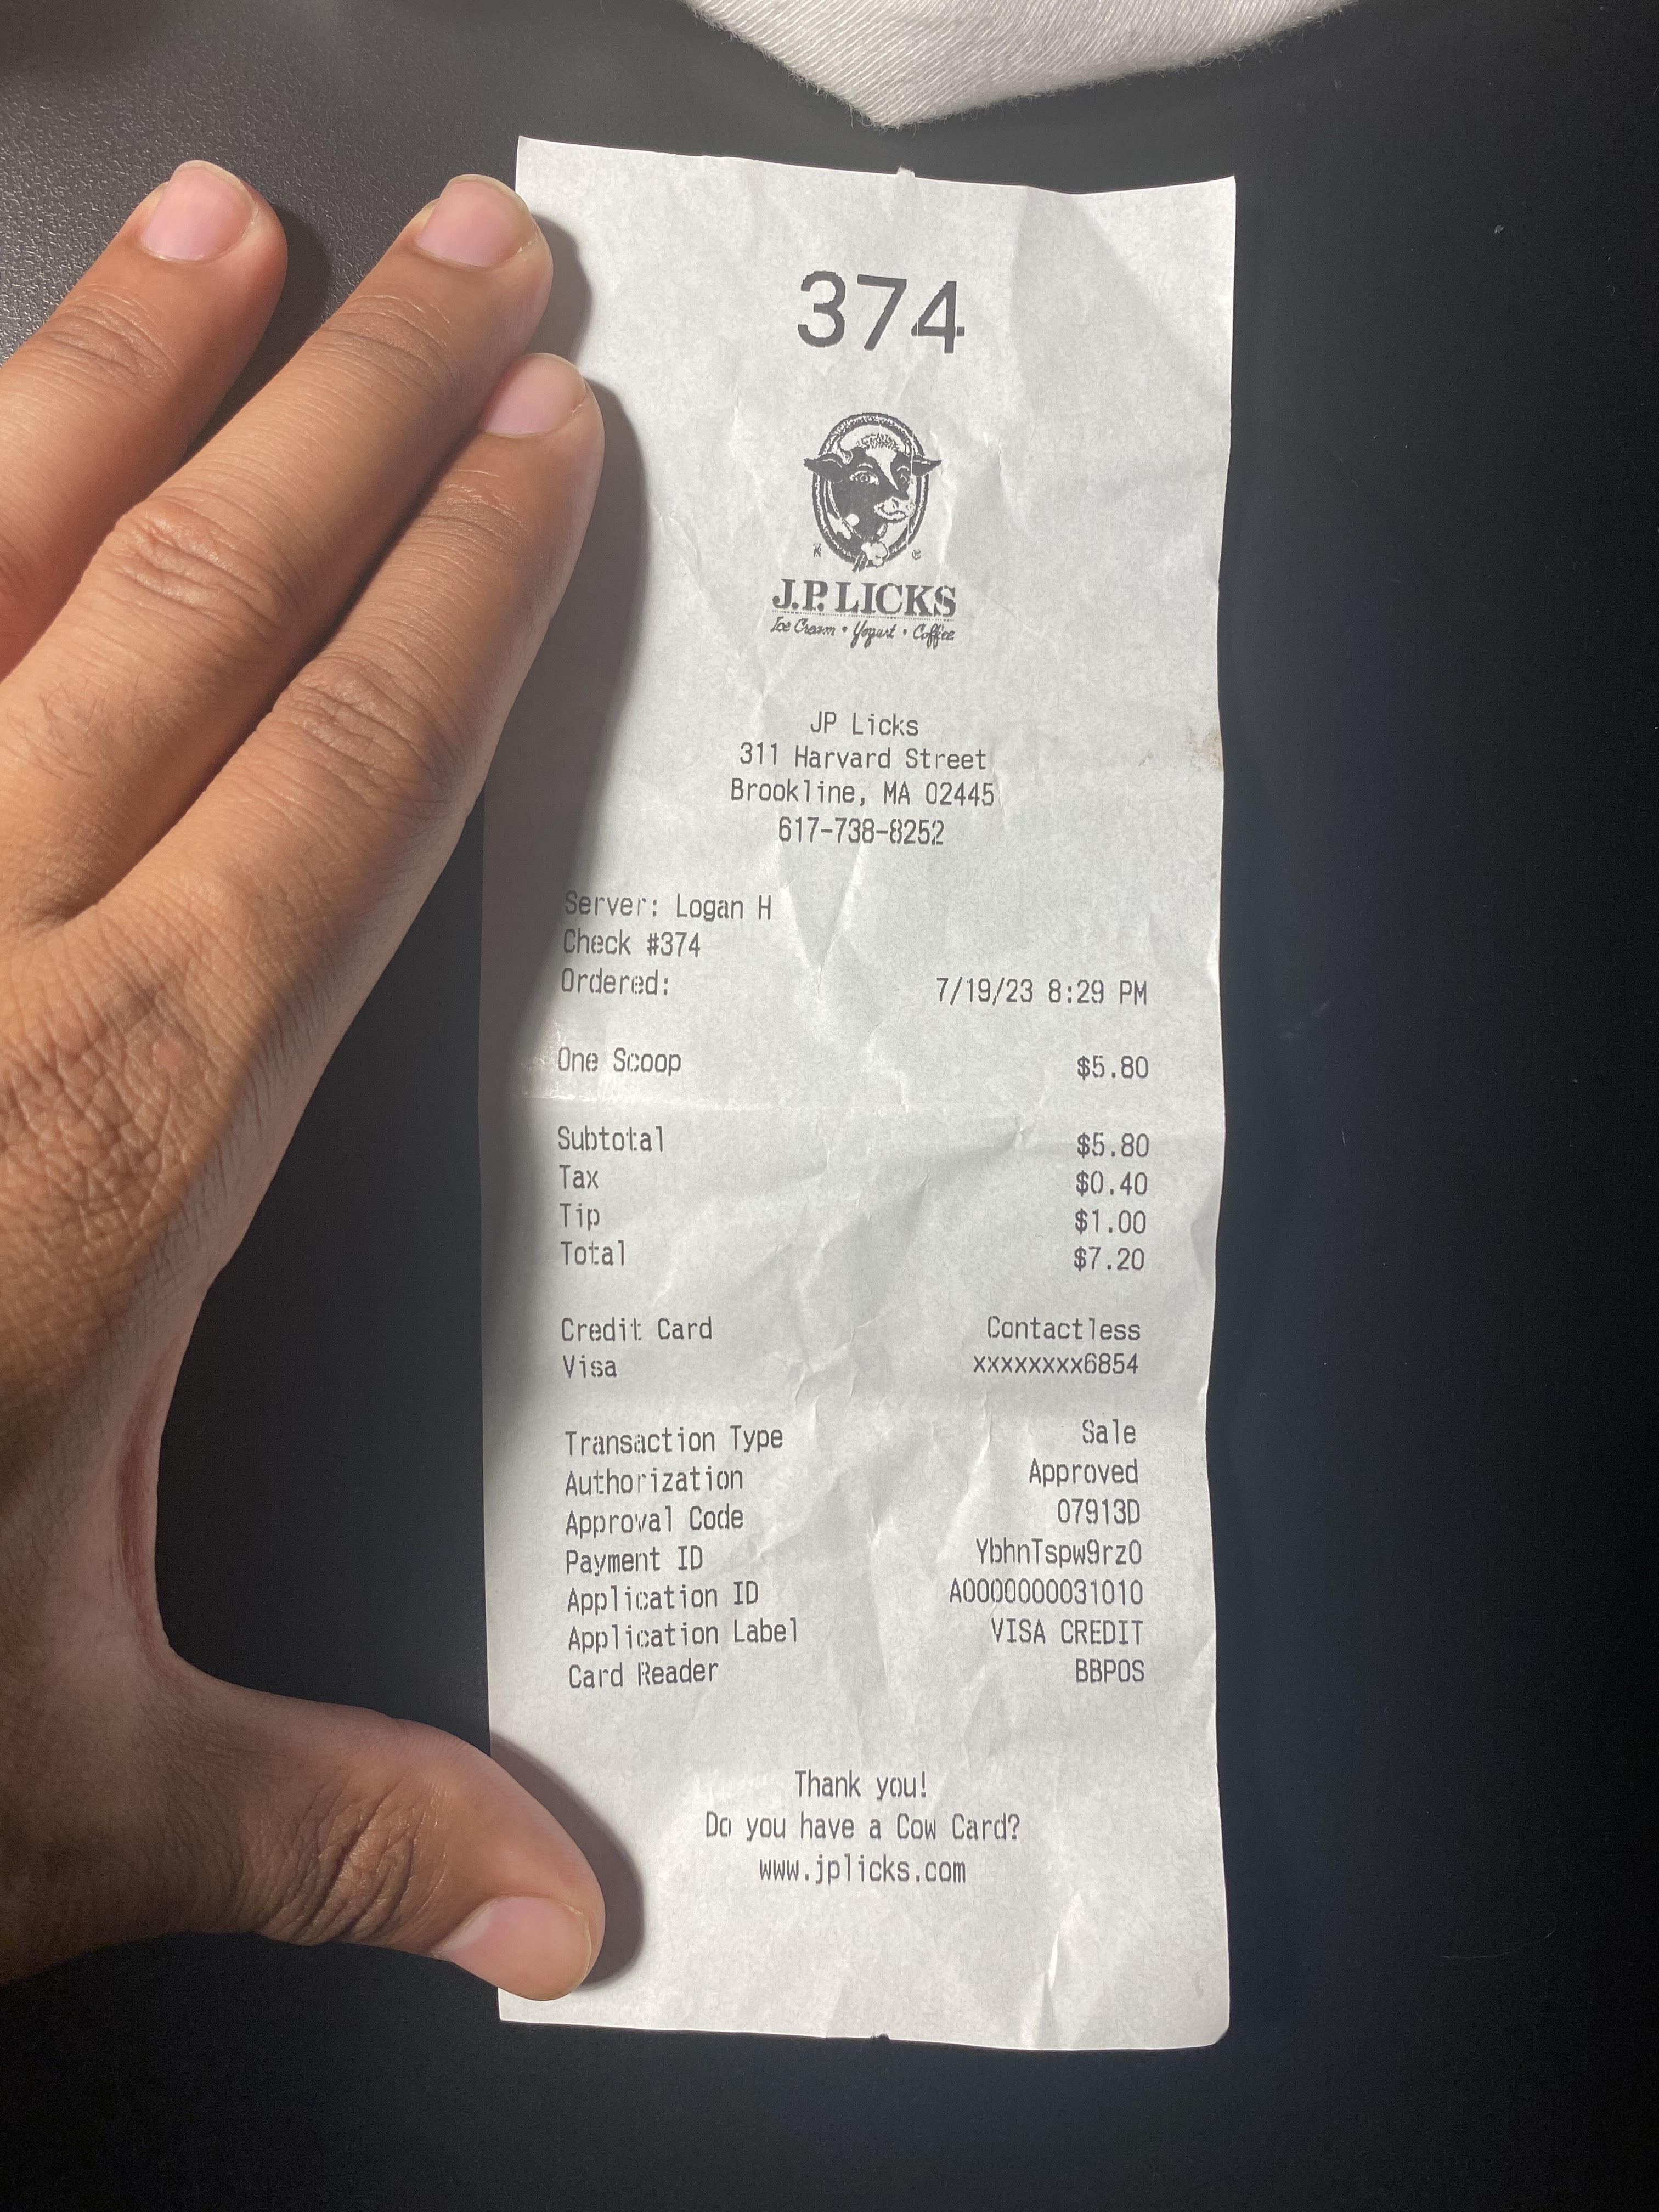 374
J.P. LICKS
Ice Cream • Yogurt • Coffee
JP Licks
311 Harvard Street
Brookline, MA 02445
617-738-8252
Server: Logan H
Check #374
Ordered: 7/19/23 8:29 PM
One Scoop $5.80
Subtotal $5.80
Tax $0.40
Tip $1.00
Total $7.20
Credit Card Contactless
Visa xxxxxxxx6854
Transaction Type Sale
Authorization Approved
Approval Code 07913D
Payment ID YbhnTspw9rz0
Application ID A0000000031010
Application Label VISA CREDIT
Card Reader BBPOS
Thank you!
Do you have a Cow Card?
www.jplicks.com